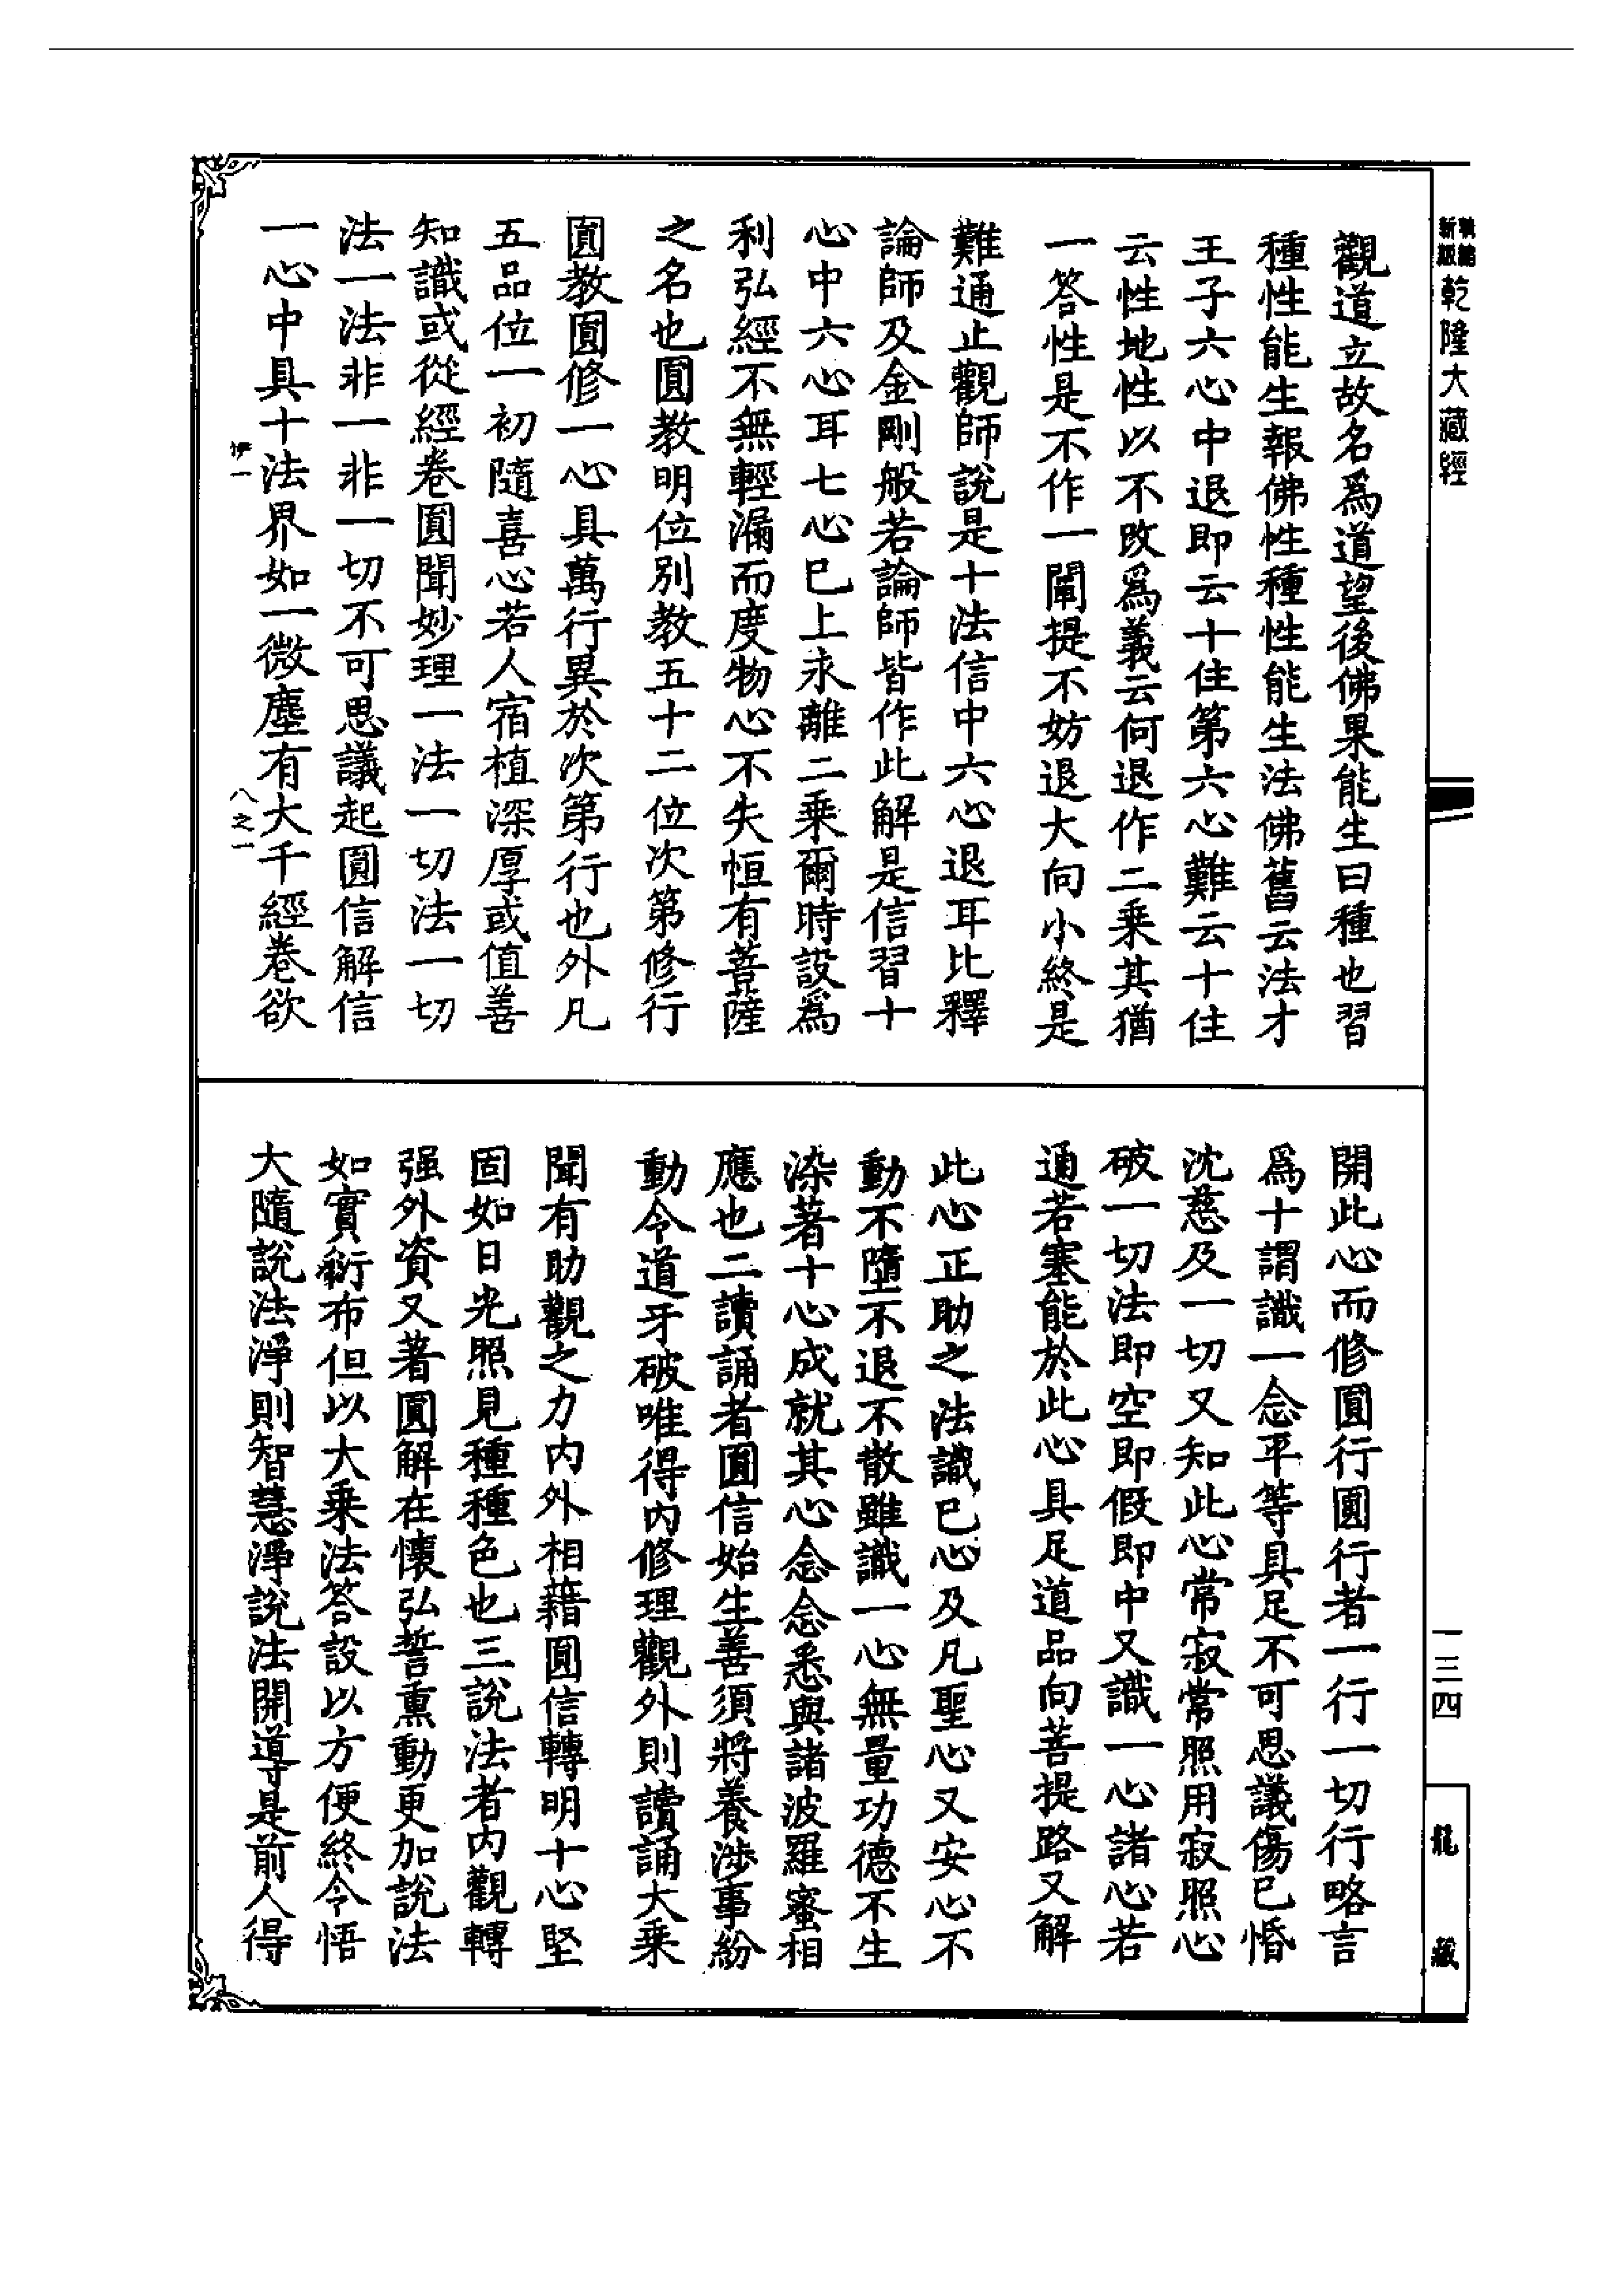 新編
新版
乾隆大藏經
觀道立故名爲道望後佛果能生曰種也習
種性能生報佛性種性能生法佛舊云法才
王子六心中退即云十住第六心難云十住
云性地性以不改爲義云何退作二乘其猶
一答性是不作一闡提不妨退大向小終是
難通止觀師說是十法信中六心退耳比釋
論師及金剛般若論師皆作此解是信習十
心中六心耳七心已上永離二乘爾時設爲
利弘經不無輕漏而度物心不失恒有菩薩
之名也圓教明位別教五十二位次第修行
圓教圓修一心具萬行異於次第行也外凡
五品位一初隨喜心若人宿植深厚或值善
知識或從經卷圓聞妙理一法一切法一切
法一法非一非一切不可思議起圓信解信
一心中具十法界如一微塵有大千經卷欲
伊一
八之一
開此心而修圓行圓行者一行一切行略言
爲十謂識一念平等具足不可思議傷已惛
沈慈及一切又知此心常寂常照用寂照心
破一切法即空即假即中又識一心諸心若
通若塞能於此心具足道品向菩提路又解
此心正助之法識已心及凡聖心又安心不
動不墮不退不散雖識一心無量功德不生
染著十心成就其心念念悉與諸波羅蜜相
應也二讀誦者圓信始生善須將養涉事紛
動令道牙破唯得內修理觀外則讀誦大乘
聞有助觀之力內外相藉圓信轉明十心堅
固如日光照見種種色也三說法者內觀轉
强外資又著圓解在懷弘誓熏動更加說法
如實衍布但以大乘法答設以方便終令悟
大隨說法淨則智慧淨說法開導是前人得
一三四
龍藏